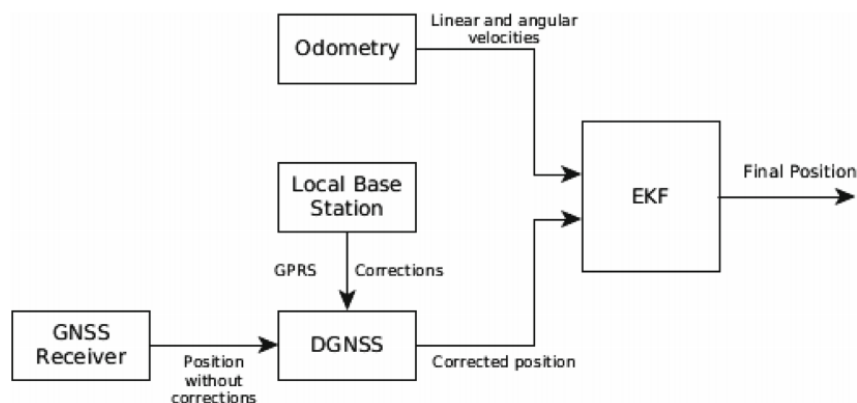 Odometry
Linear and angular
velocities
Local Base
Station
EKF
Final Position
GPRS
Corrections
GNSS
Receiver
Position
without
corrections
DGNSS
Corrected position